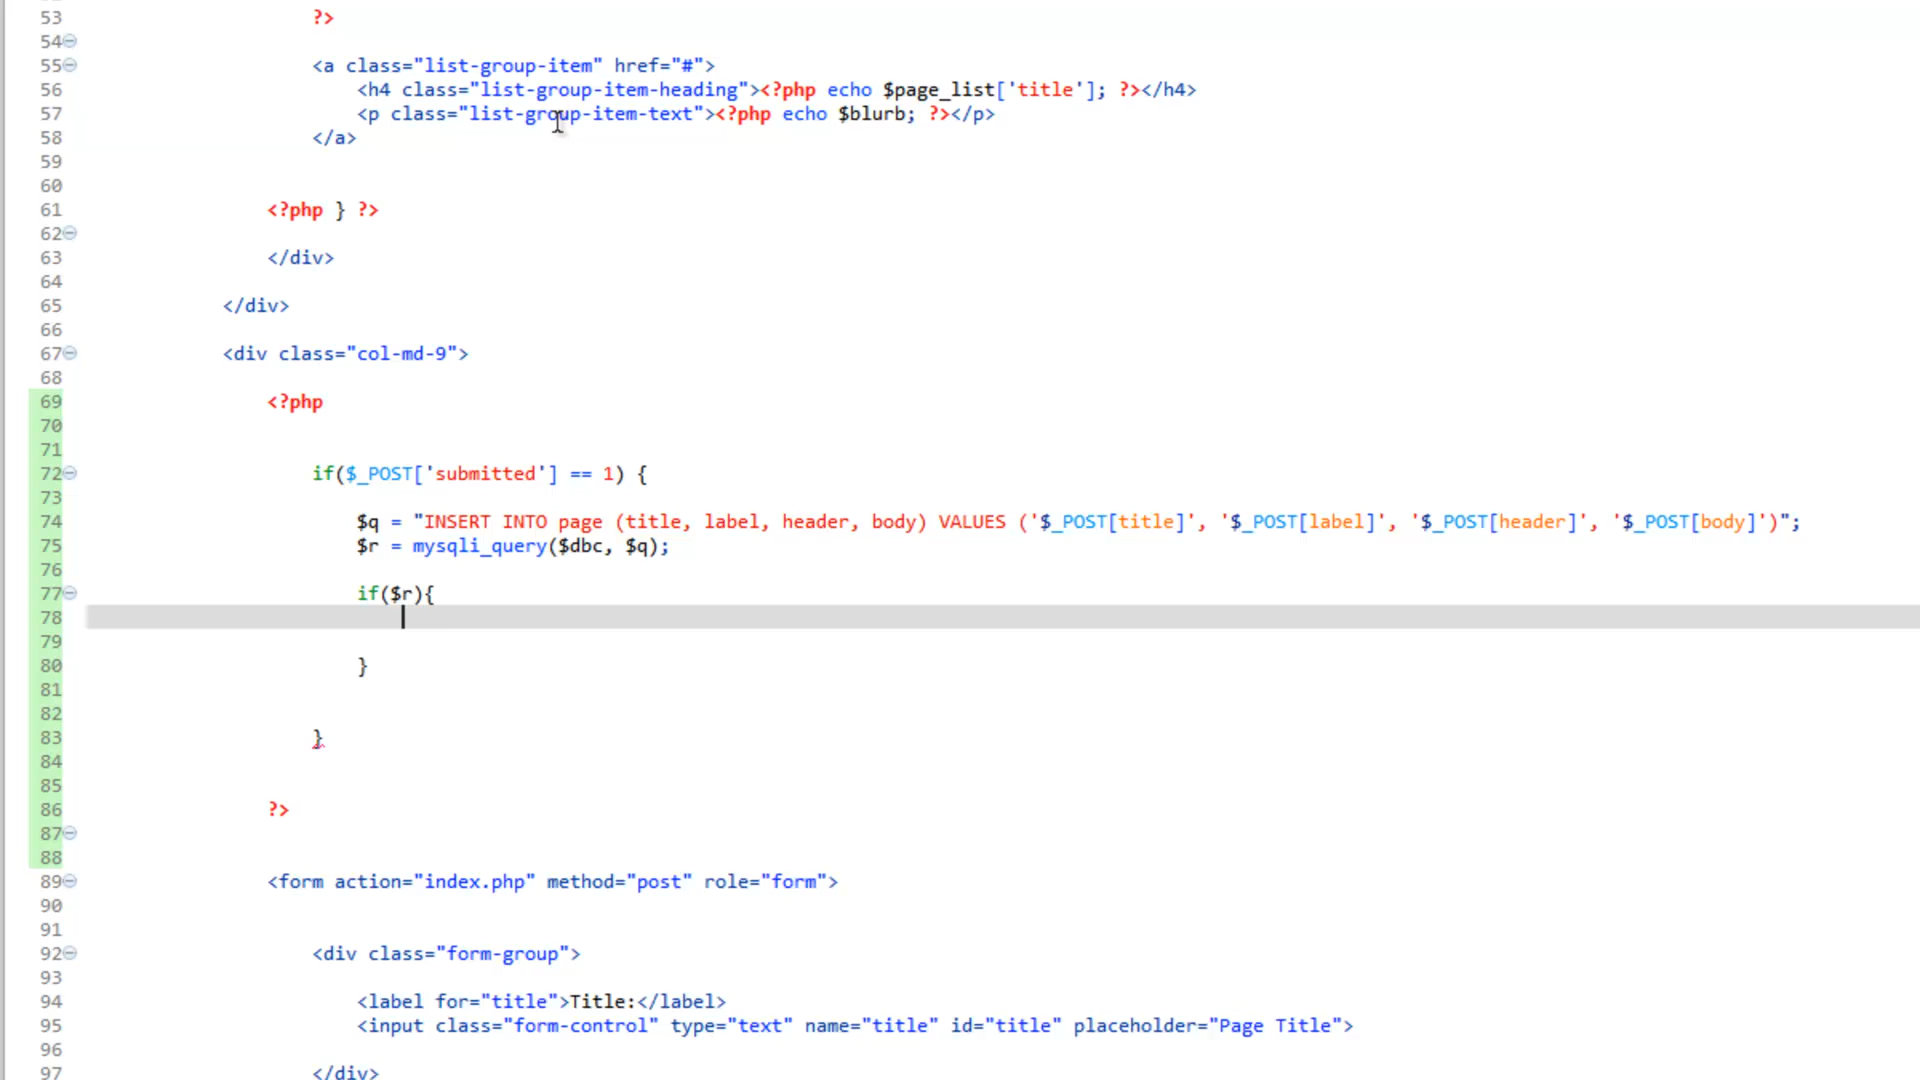 53 ?>
54
55 <a class="list-group-item" href="#">
56 <h4 class="list-group-item-heading"><?php echo $page_list['title']; ?></h4>
57 <p class="list-group-item-text"><?php echo $blurb; ?></p>
58 </a>
59
60
61 <?php } ?>
62
63 </div>
64
65 </div>
66
67 <div class="col-md-9">
68
69 <?php
70
71
72 if($_POST['submitted'] == 1) {
73
74 $q = "INSERT INTO page (title, label, header, body) VALUES ('$_POST[title]', '$_POST[label]', '$_POST[header]', '$_POST[body]')";
75 $r = mysqli_query($dbc, $q);
76
77 if($r){
78
79
80 }
81
82
83 }
84
85
86 ?>
87
88
89 <form action="index.php" method="post" role="form">
90
91
92 <div class="form-group">
93
94 <label for="title">Title:</label>
95 <input class="form-control" type="text" name="title" id="title" placeholder="Page Title">
96
97 </div>